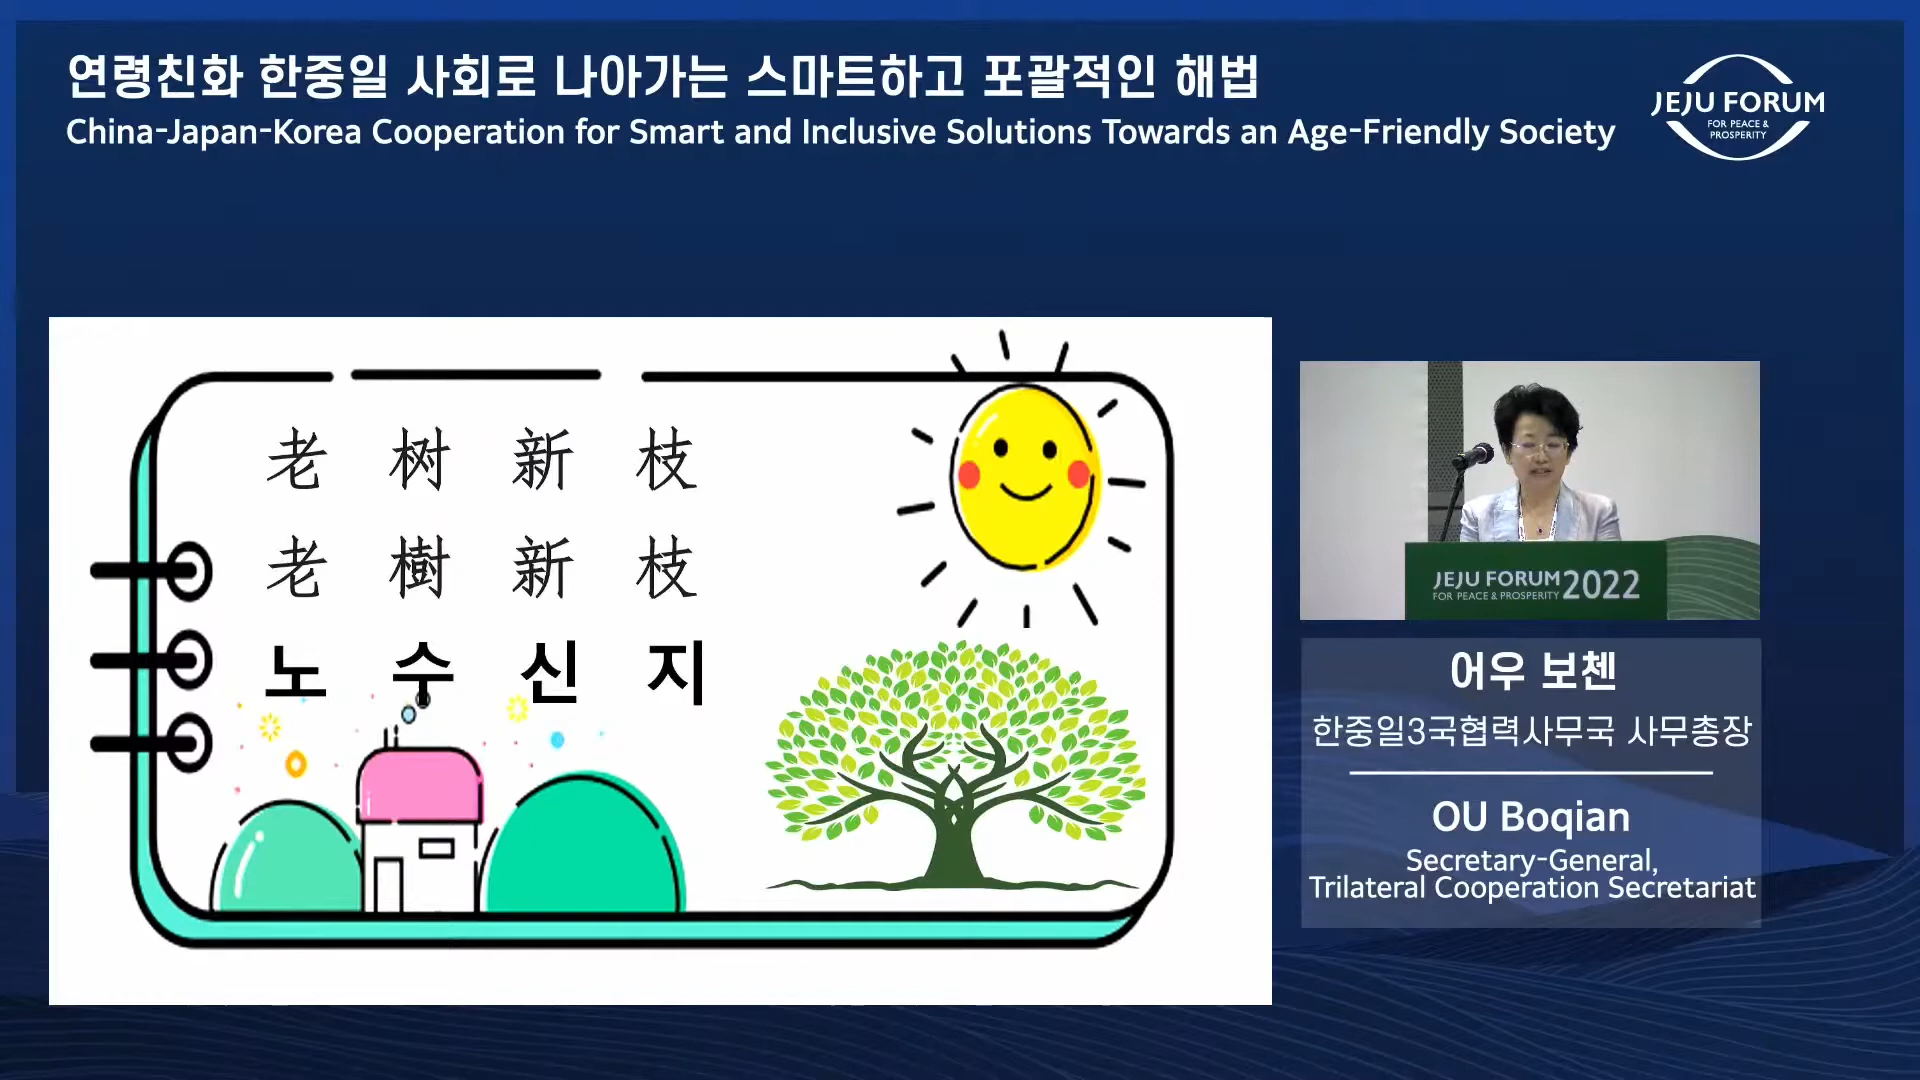 연령친화 한중일 사회로 나아가는 스마트하고 포괄적인 해법
China-Japan-Korea Cooperation for Smart and Inclusive Solutions Towards an Age-Friendly Society
JEJU FORUM
FOR PEACE &
PROSPERITY
老 树 新 枝
老 樹 新 枝
노 수 신 지
JEJU FORUM 2022
FOR PEACE & PROSPERITY
어우 보첸
한중일3국협력사무국 사무총장
OU Boqian
Secretary-General,
Trilateral Cooperation Secretariat